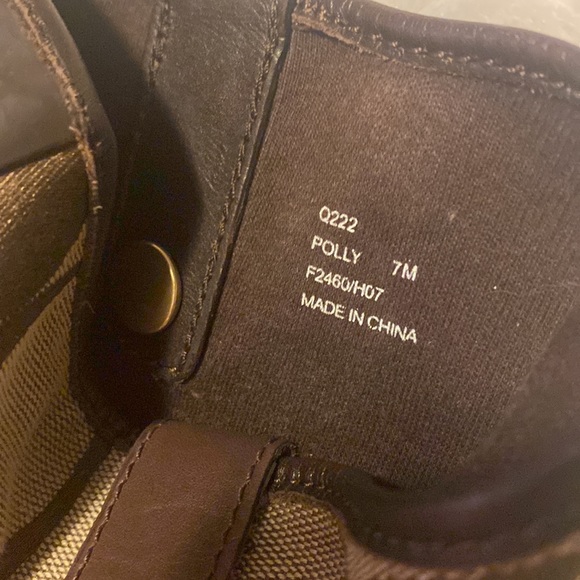 Q222
POLLY 7M
F2460/H07
MADE IN CHINA